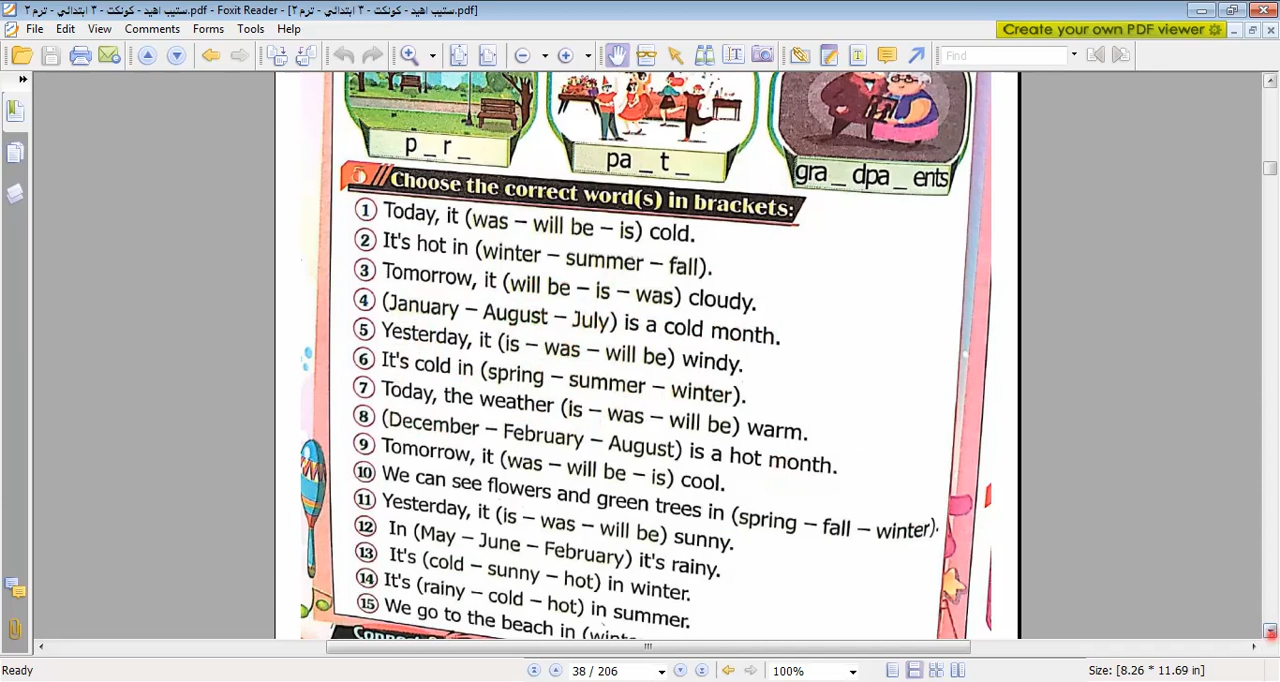 ستيب اهيد - كونكت - ٣ ابتدائي - ترم ٢.pdf - Foxit Reader - [ستيب اهيد - كونكت - ٣ ابتدائي - ترم ٢.pdf]
File Edit View Comments Forms Tools Help
Create your own PDF viewer
Find
p _ r _
pa _ t _
gra _ dpa _ ents
5 Choose the correct word(s) in brackets:
1 Today, it (was – will be – is) cold.
2 It's hot in (winter – summer – fall).
3 Tomorrow, it (will be – is – was) cloudy.
4 (January – August – July) is a cold month.
5 Yesterday, it (is – was – will be) windy.
6 It's cold in (spring – summer – winter).
7 Today, the weather (is – was – will be) warm.
8 (December – February – August) is a hot month.
9 Tomorrow, it (was – will be – is) cool.
10 We can see flowers and green trees in (spring – fall – winter).
11 Yesterday, it (is – was – will be) sunny.
12 In (May – June – February) it's rainy.
13 It's (cold – sunny – hot) in winter.
14 It's (rainy – cold – hot) in summer.
15 We go to the beach in
Ready
38 / 206
100%
Size: [8.26 * 11.69 in]